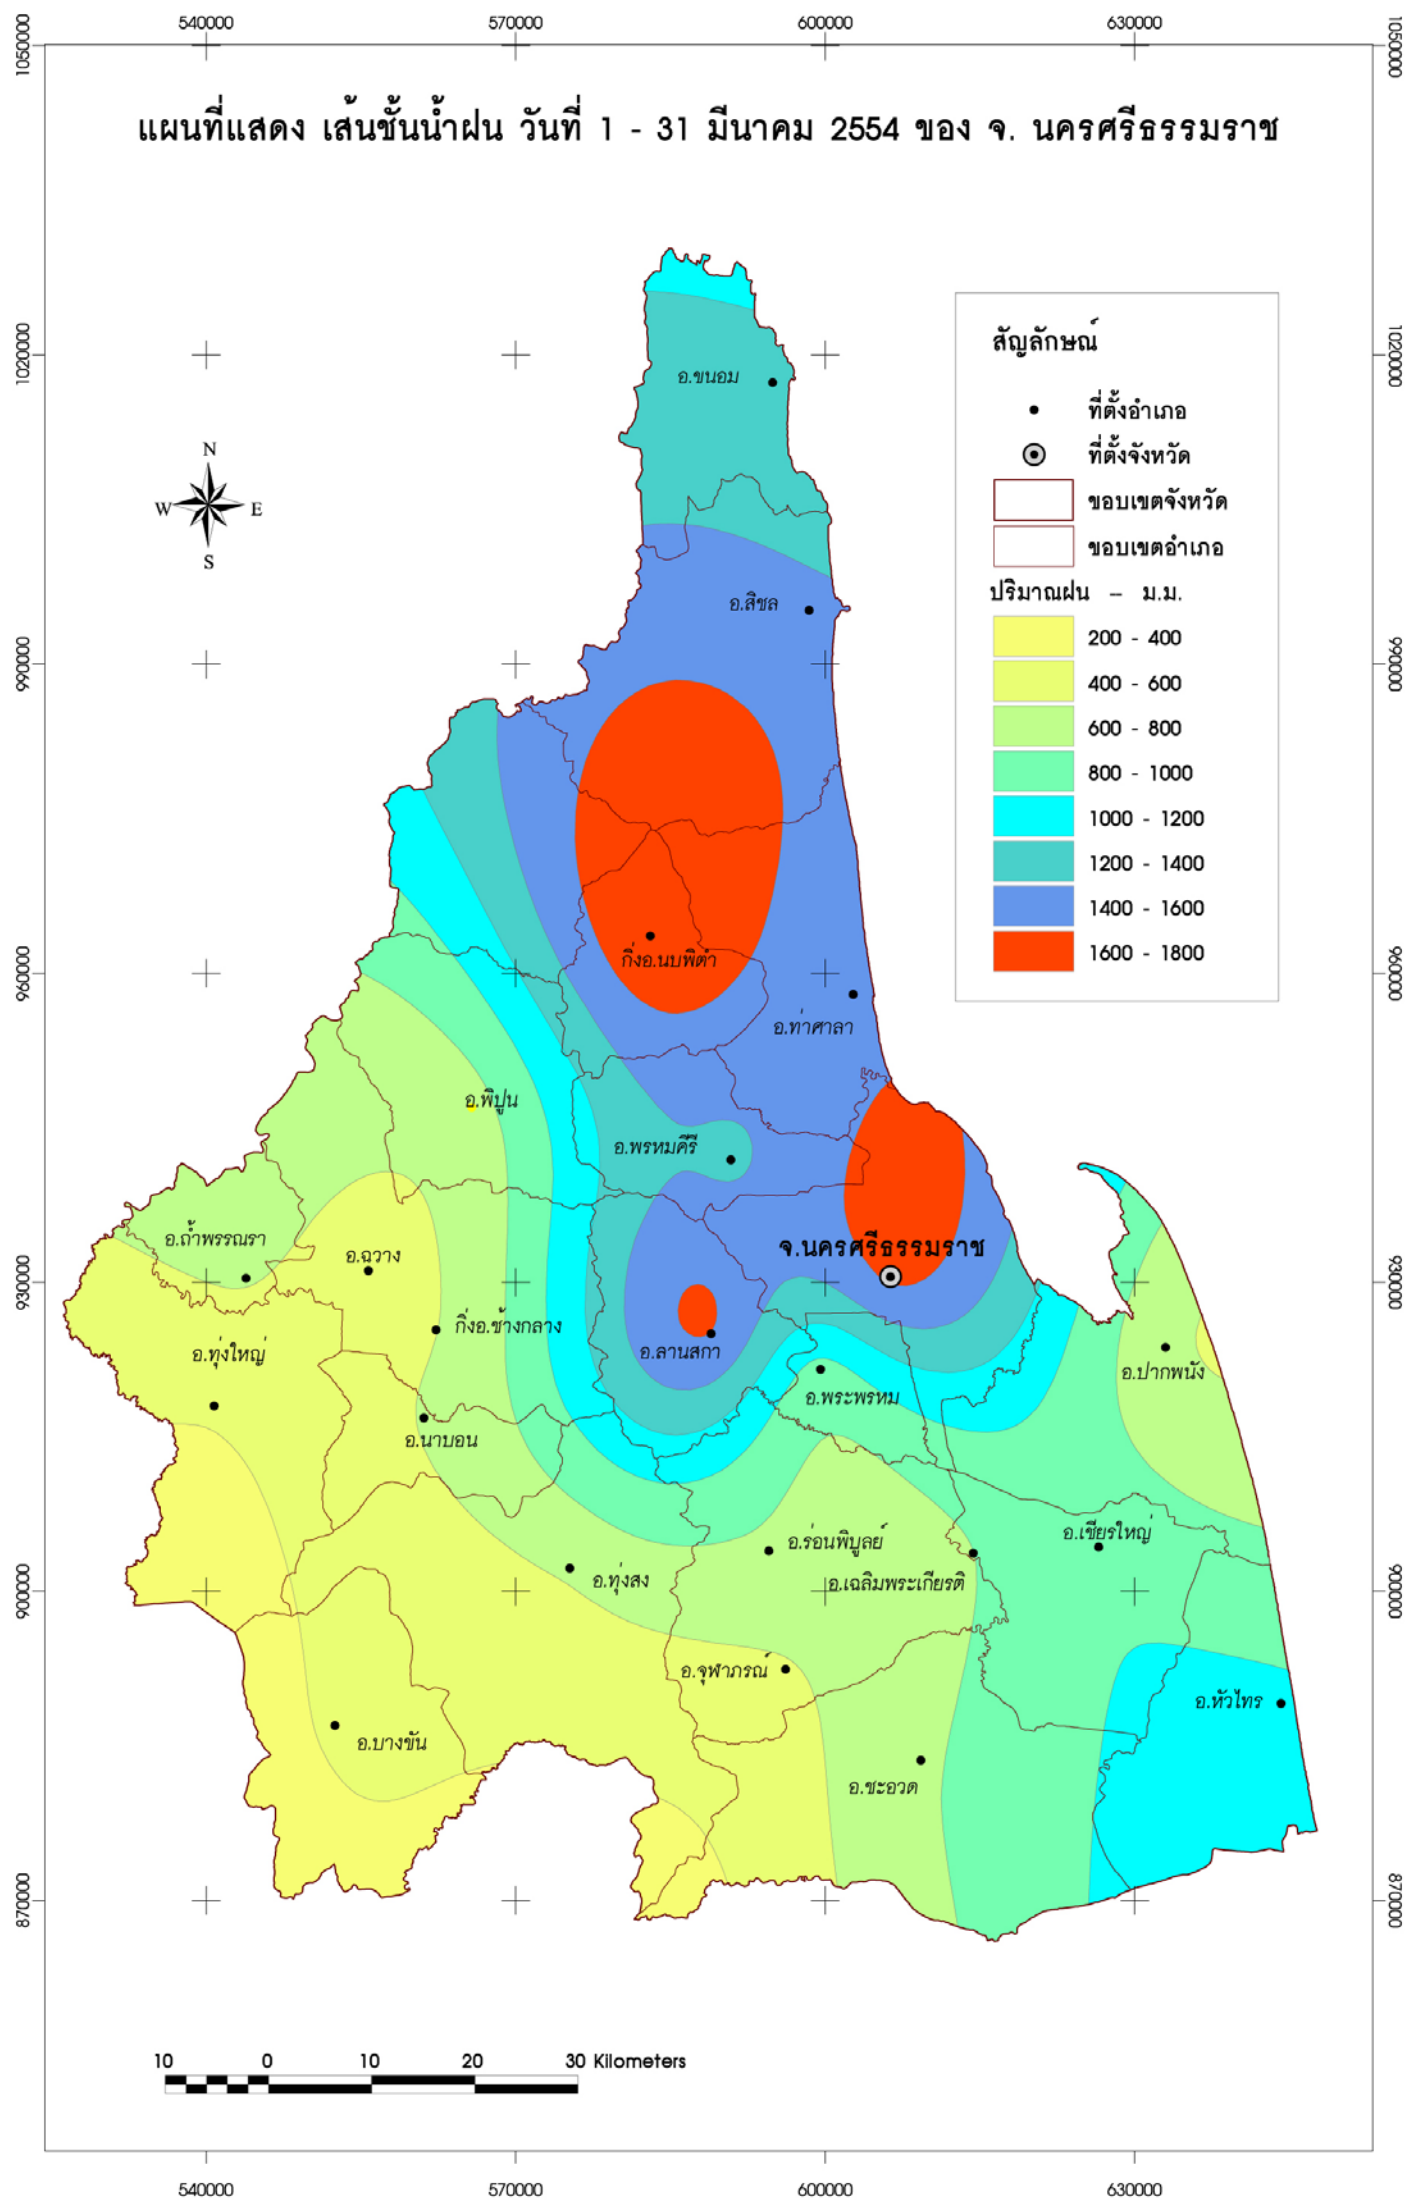 540000 570000 600000 630000
1050000 1050000
แผนที่แสดง เส้นชั้นน้ำฝน วันที่ 1 - 31 มีนาคม 2554 ของ จ. นครศรีธรรมราช
สัญลักษณ์
1020000 1020000
อ.ขนอม
ที่ตั้งอำเภอ
ที่ตั้งจังหวัด
N
W E
S
ขอบเขตจังหวัด
ขอบเขตอำเภอ
ปริมาณฝน - ม.ม.
อ.สิชล
200 - 400
990000 990000
400 - 600
600 - 800
800 - 1000
1000 - 1200
1200 - 1400
1400 - 1600
1600 - 1800
กิ่งอ.นบพิตำ
960000 960000
อ.ท่าศาลา
อ.พิปูน
อ.พรหมคีรี
อ.ถ้ำพรรณรา
จ.นครศรีธรรมราช
อ.ฉวาง
930000 930000
กิ่งอ.ช้างกลาง
อ.ทุ่งใหญ่
อ.ลานสกา
อ.ปากพนัง
อ.พระพรหม
อ.นาบอน
อ.เชียรใหญ่
อ.ร่อนพิบูลย์
อ.ทุ่งสง
อ.เฉลิมพระเกียรติ
900000 900000
อ.จุฬาภรณ์
อ.หัวไทร
อ.บางขัน
อ.ชะอวด
870000 870000
10 0 10 20 30 Kilometers
540000 570000 600000 630000